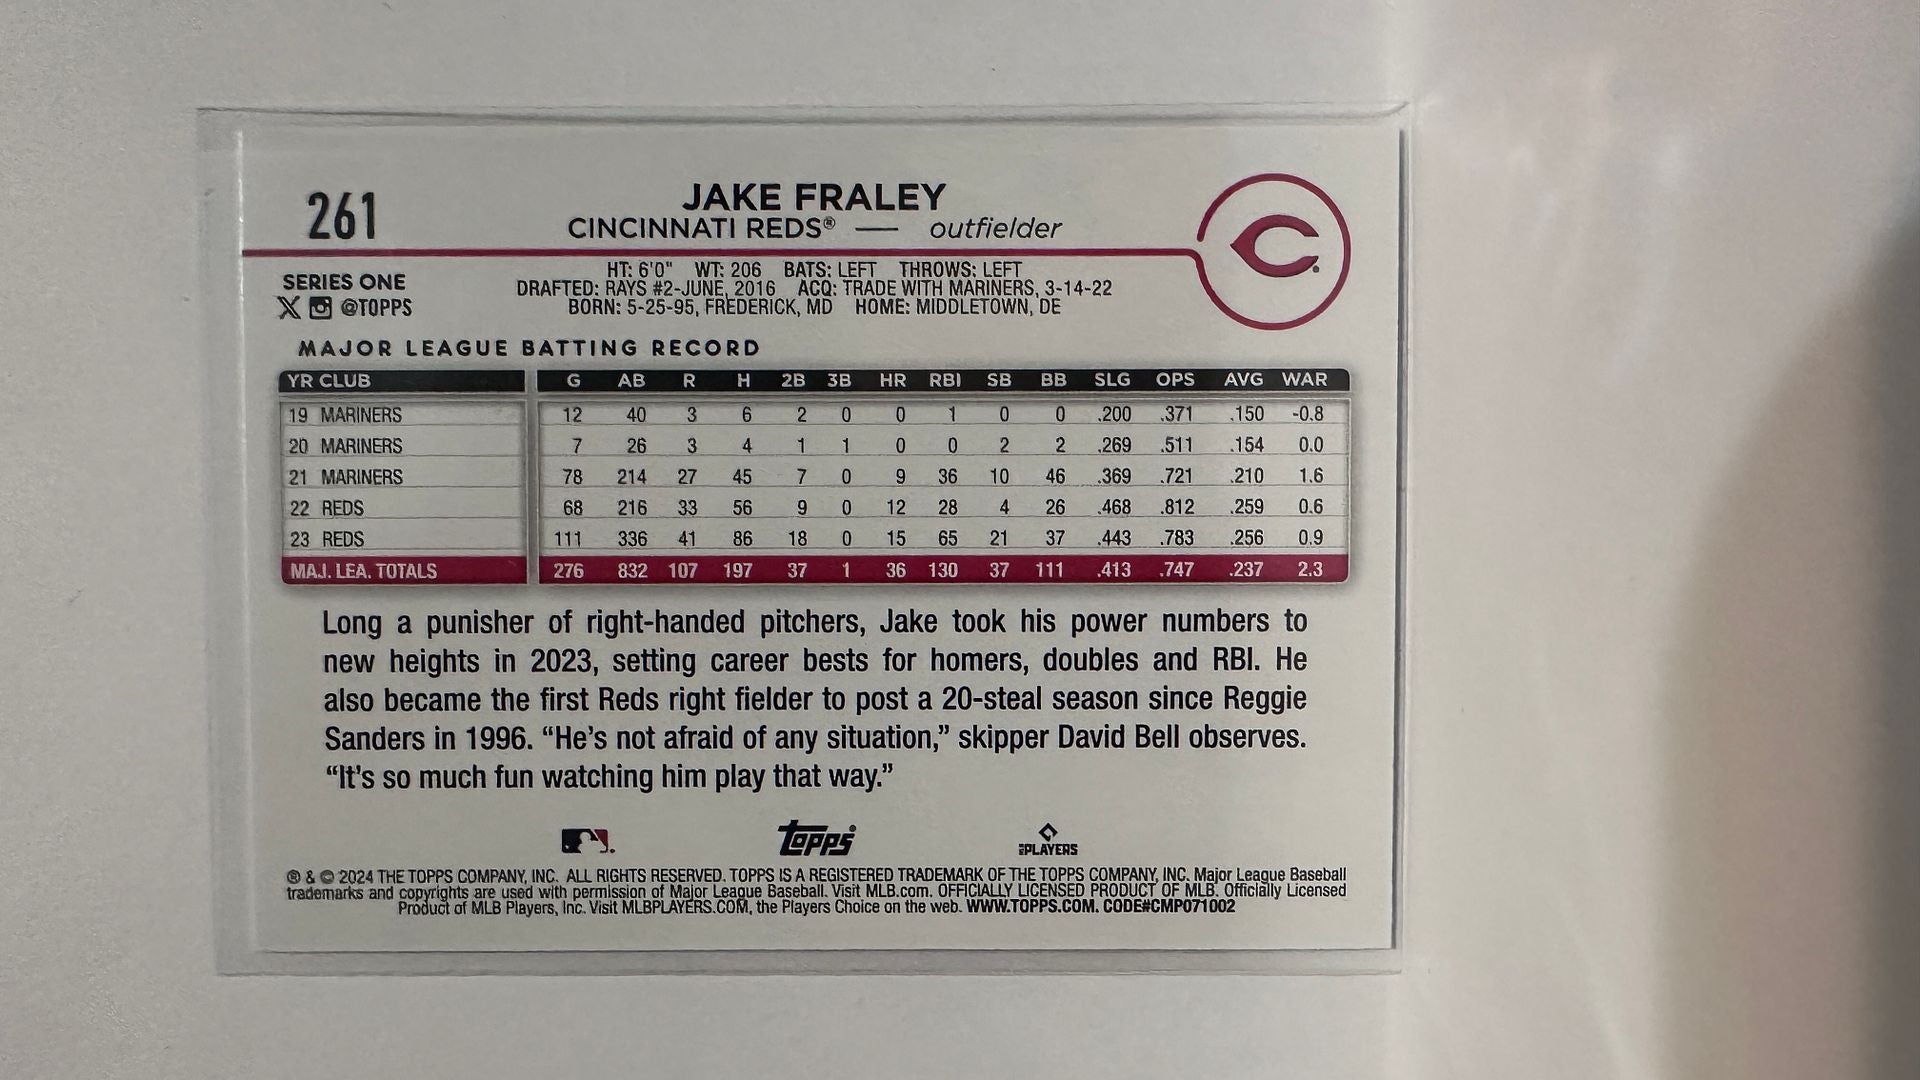 261
JAKE FRALEY
CINCINNATI REDS® — outfielder
SERIES ONE
@TOPPS
HT: 6'0" WT: 206 BATS: LEFT THROWS: LEFT
DRAFTED: RAYS #2-JUNE, 2016 ACQ: TRADE WITH MARINERS, 3-14-22
BORN: 5-25-95, FREDERICK, MD HOME: MIDDLETOWN, DE
MAJOR LEAGUE BATTING RECORD
YR CLUB G AB R H 2B 3B HR RBI SB BB SLG OPS AVG WAR
19 MARINERS 12 40 3 6 2 0 0 1 0 0 .200 .371 .150 -0.8
20 MARINERS 7 26 3 4 1 1 0 0 2 2 .269 .511 .154 0.0
21 MARINERS 78 214 27 45 7 0 9 36 10 46 .369 .721 .210 1.6
22 REDS 68 216 33 56 9 0 12 28 4 26 .468 .812 .259 0.6
23 REDS 111 336 41 86 18 0 15 65 21 37 .443 .783 .256 0.9
MAJ. LEA. TOTALS 276 832 107 197 37 1 36 130 37 111 .413 .747 .237 2.3
Long a punisher of right-handed pitchers, Jake took his power numbers to
new heights in 2023, setting career bests for homers, doubles and RBI. He
also became the first Reds right fielder to post a 20-steal season since Reggie
Sanders in 1996. “He’s not afraid of any situation,” skipper David Bell observes.
“It’s so much fun watching him play that way.”
Topps
PLAYERS
® & © 2024 THE TOPPS COMPANY, INC. ALL RIGHTS RESERVED. TOPPS IS A REGISTERED TRADEMARK OF THE TOPPS COMPANY, INC. Major League Baseball
trademarks and copyrights are used with permission of Major League Baseball. Visit MLB.com. OFFICIALLY LICENSED PRODUCT OF MLB. Officially Licensed
Product of MLB Players, Inc. Visit MLBPLAYERS.COM, the Players Choice on the web. WWW.TOPPS.COM. CODE#CMP071002